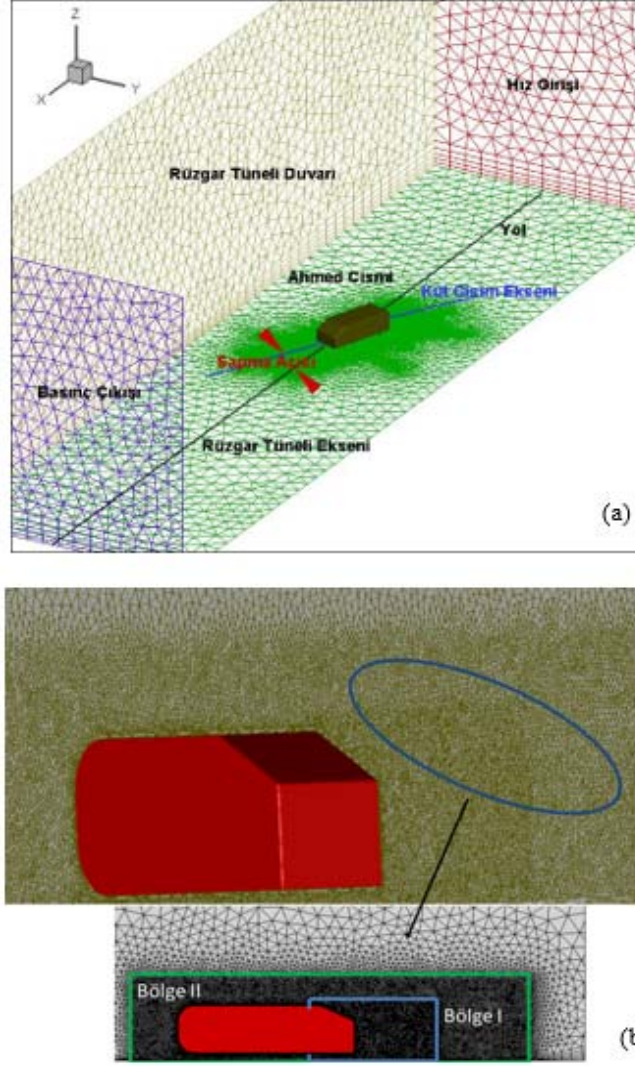 Z
X
Y
Hız Girişi
Rüzgar Tüneli Duvarı
Yol
Ahmed Cismi
Küt Cisim Ekseni
Sapma Açısı
Basınç Çıkışı
Rüzgar Tüneli Ekseni
(a)
Bölge II
Bölge I
(b